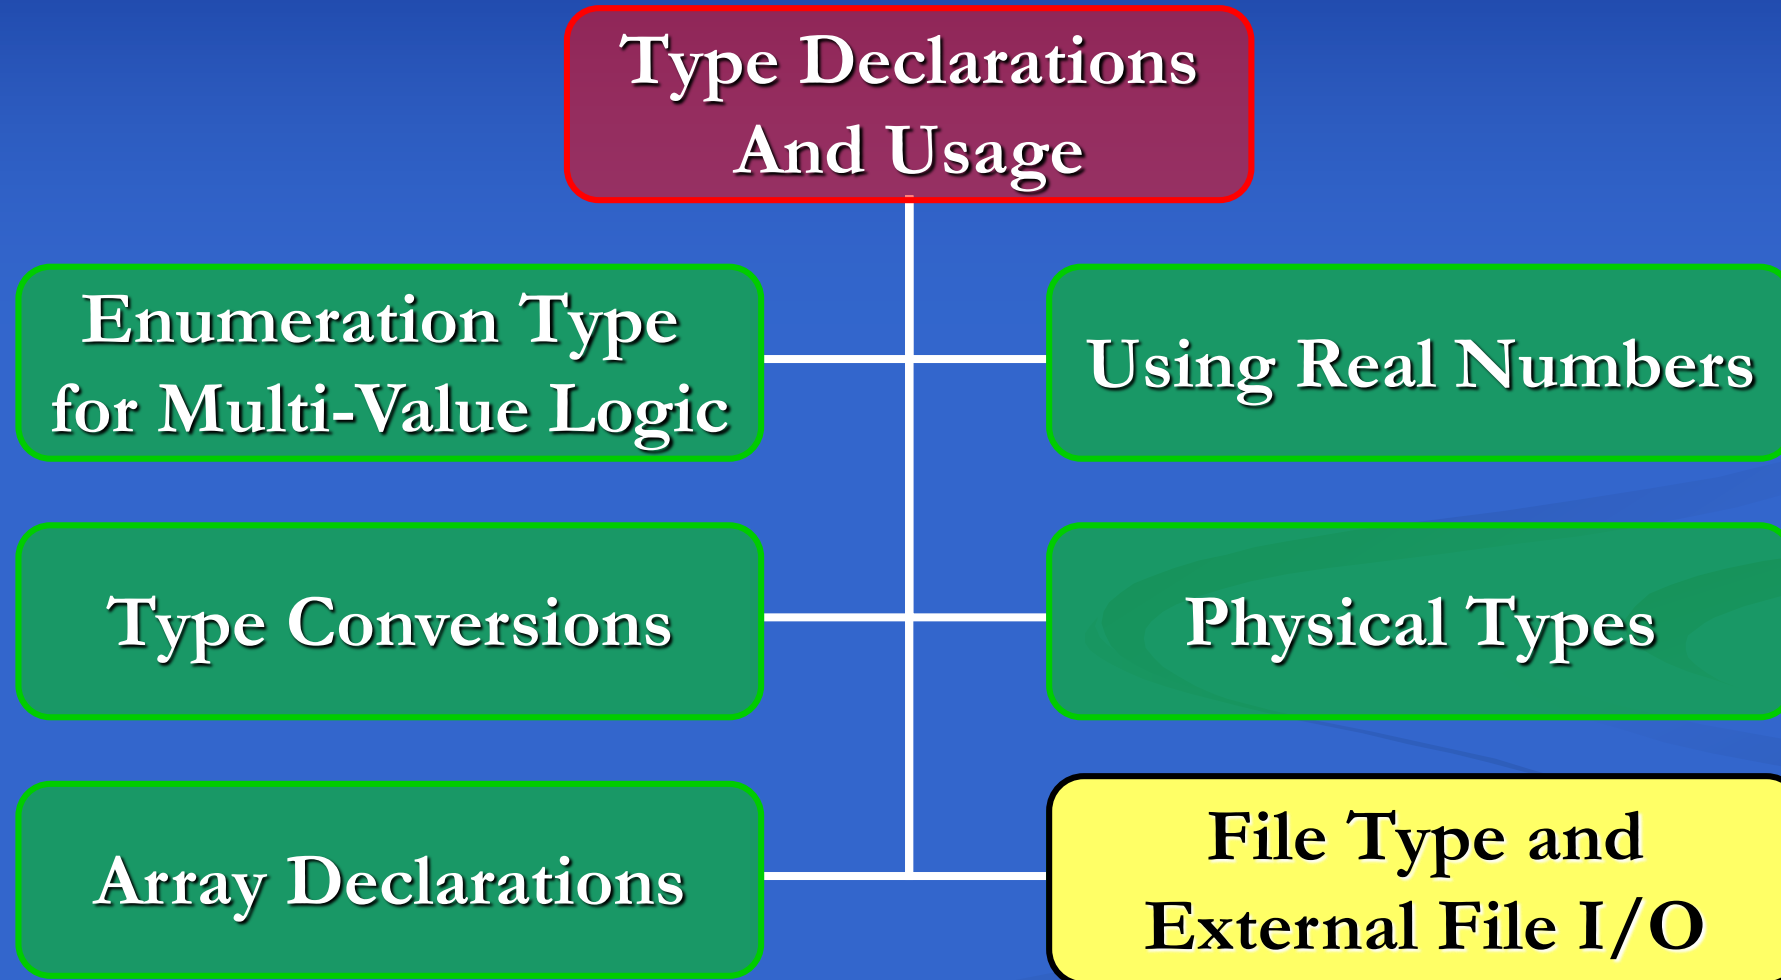 Type Declarations
And Usage
Enumeration Type
for Multi-Value Logic
Using Real Numbers
Type Conversions
Physical Types
Array Declarations
File Type and
External File I/O